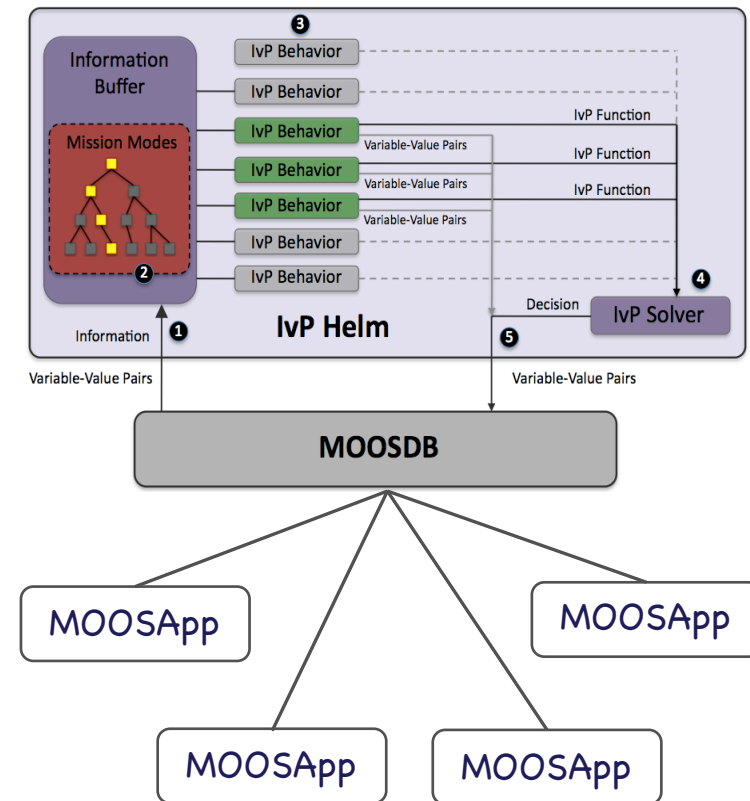 3
Information
Buffer
Mission Modes
2
IvP Behavior
IvP Behavior
IvP Behavior
IvP Behavior
IvP Behavior
IvP Behavior
IvP Behavior
IvP Function
Variable-Value Pairs
IvP Function
Variable-Value Pairs
IvP Function
Variable-Value Pairs
4
Decision
IvP Solver
Information
1
IvP Helm
5
Variable-Value Pairs
Variable-Value Pairs
MOOSDB
MOOSApp
MOOSApp
MOOSApp
MOOSApp